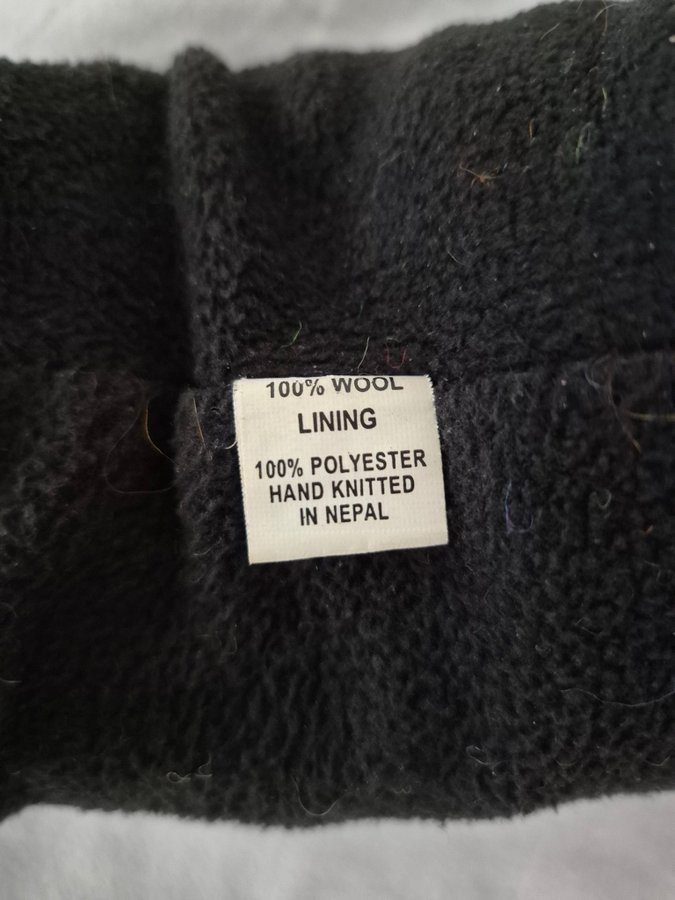 100% WOOL
LINING
100% POLYESTER
HAND KNITTED
IN NEPAL